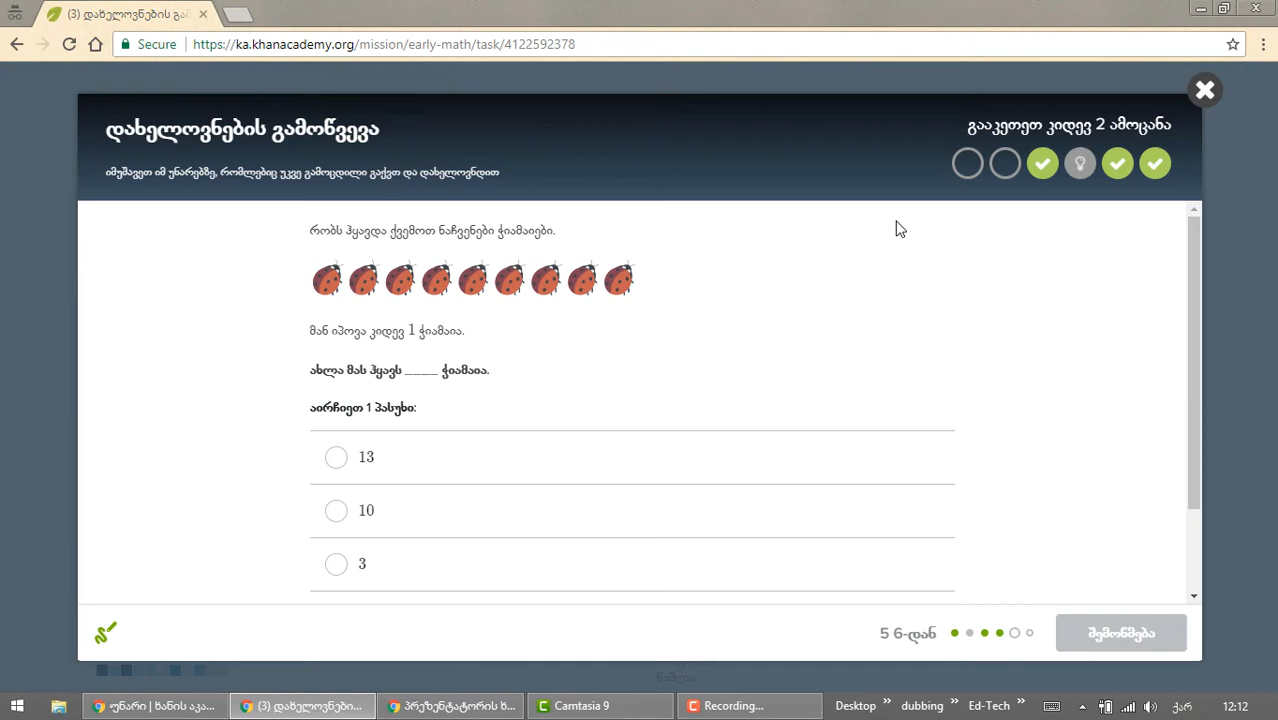 (3) დახელოვნების გა
Secure https://ka.khanacademy.org/mission/early-math/task/4122592378
დახელოვნების გამოწვევა
გააკეთეთ კიდევ 2 ამოცანა
იმუშავეთ იმ უნარებზე, რომლებიც უკვე გამოცდილი გაქვთ და დახელოვნდით
რობს ჰყავდა ქვემოთ ნაჩვენები ჭიამაიები.
მან იპოვა კიდევ 1 ჭიამაია.
ახლა მას ჰყავს ____ ჭიამაია.
აირჩიეთ 1 პასუხი:
13
10
3
5 6-დან
შემოწმება
უნარი | ხანის აკა...
(3) დახელოვნები...
პრეზენტატორის ხ...
Camtasia 9
Recording...
Desktop
dubbing
Ed-Tech
ქარ
12:12